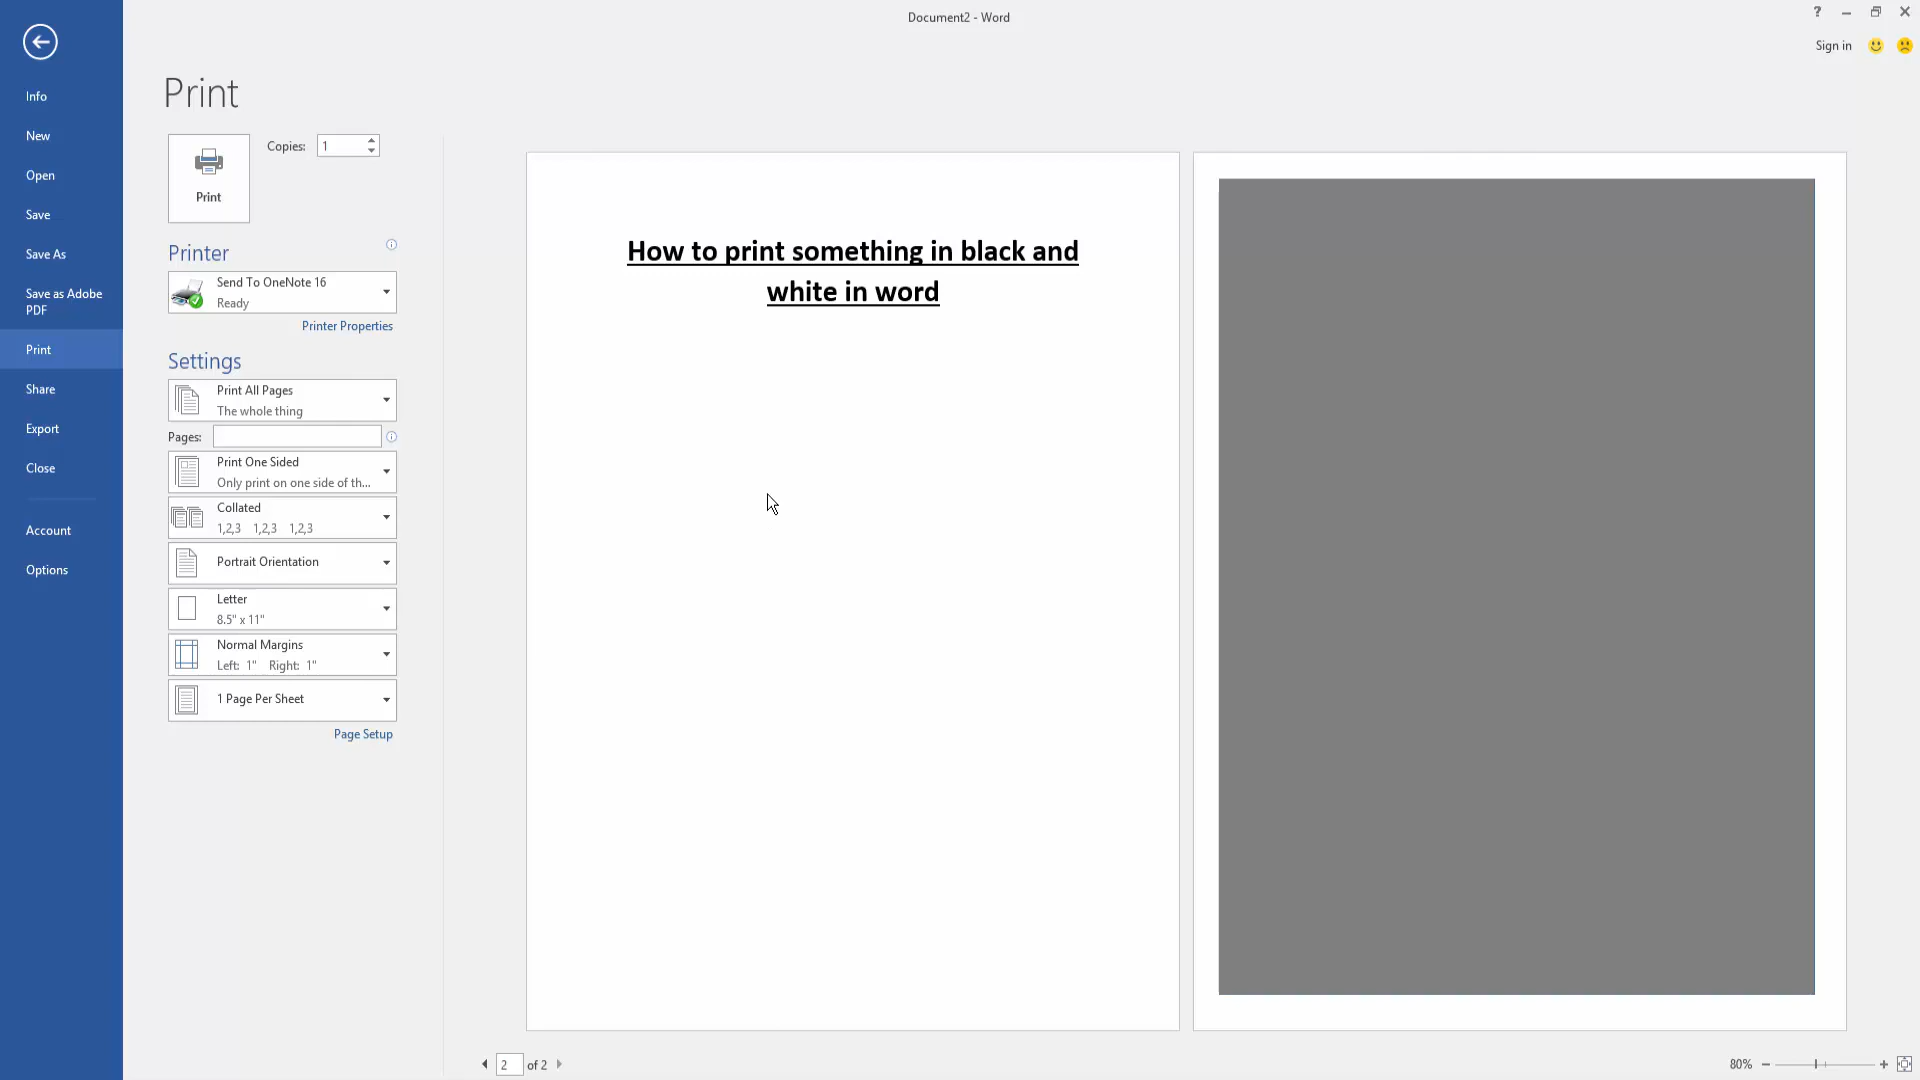 Document2 - Word
?
Sign in
Info
New
Open
Save
Save As
Save as Adobe
PDF
Print
Share
Export
Close
Account
Options
Print
Print
Copies:
1
Printer
Send To OneNote 16
Ready
Printer Properties
Settings
Print All Pages
The whole thing
Pages:
Print One Sided
Only print on one side of th...
Collated
1,2,3 1,2,3 1,2,3
Portrait Orientation
Letter
8.5" x 11"
Normal Margins
Left: 1" Right: 1"
1 Page Per Sheet
Page Setup
How to print something in black and
white in word
2 of 2
80%